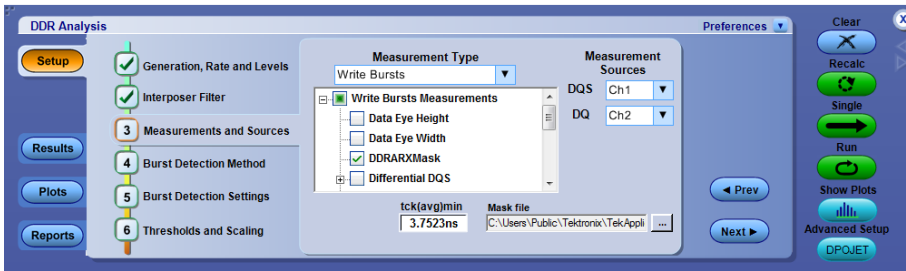 DDR Analysis
Preferences
Clear
Setup
Generation, Rate and Levels
Interposer Filter
3 Measurements and Sources
4 Burst Detection Method
5 Burst Detection Settings
6 Thresholds and Scaling
Results
Plots
Reports
Measurement Type
Write Bursts
Write Bursts Measurements
Data Eye Height
Data Eye Width
DDRARXMask
Differential DQS
tck(avg)min
3.7523ns
Mask file
C:\Users\Public\Tektronix\TekAppli
...
Measurement
Sources
DQS Ch1
DQ Ch2
Prev
Next
Recalc
Single
Run
Show Plots
Advanced Setup
DPOJET